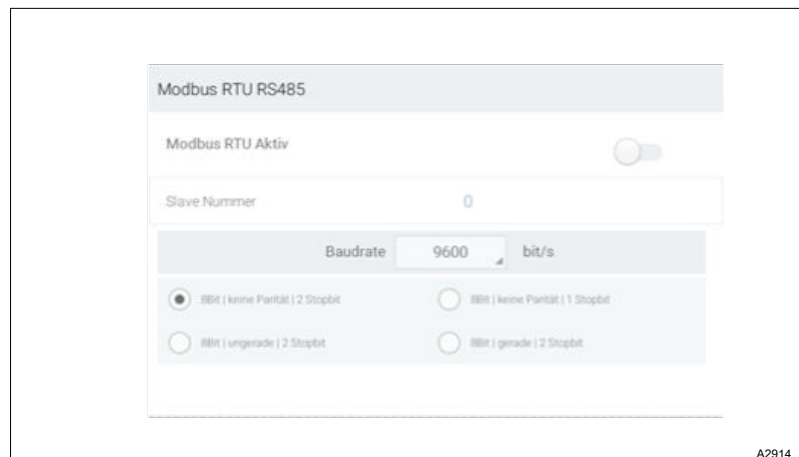 Modbus RTU RS485
Modbus RTU Aktiv
Slave Nummer 0
Baudrate 9600 bit/s
8Bit | keine Parität | 2 Stopbit 8Bit | keine Parität | 1 Stopbit
8Bit | ungerade | 2 Stopbit 8Bit | gerade | 2 Stopbit
A2914